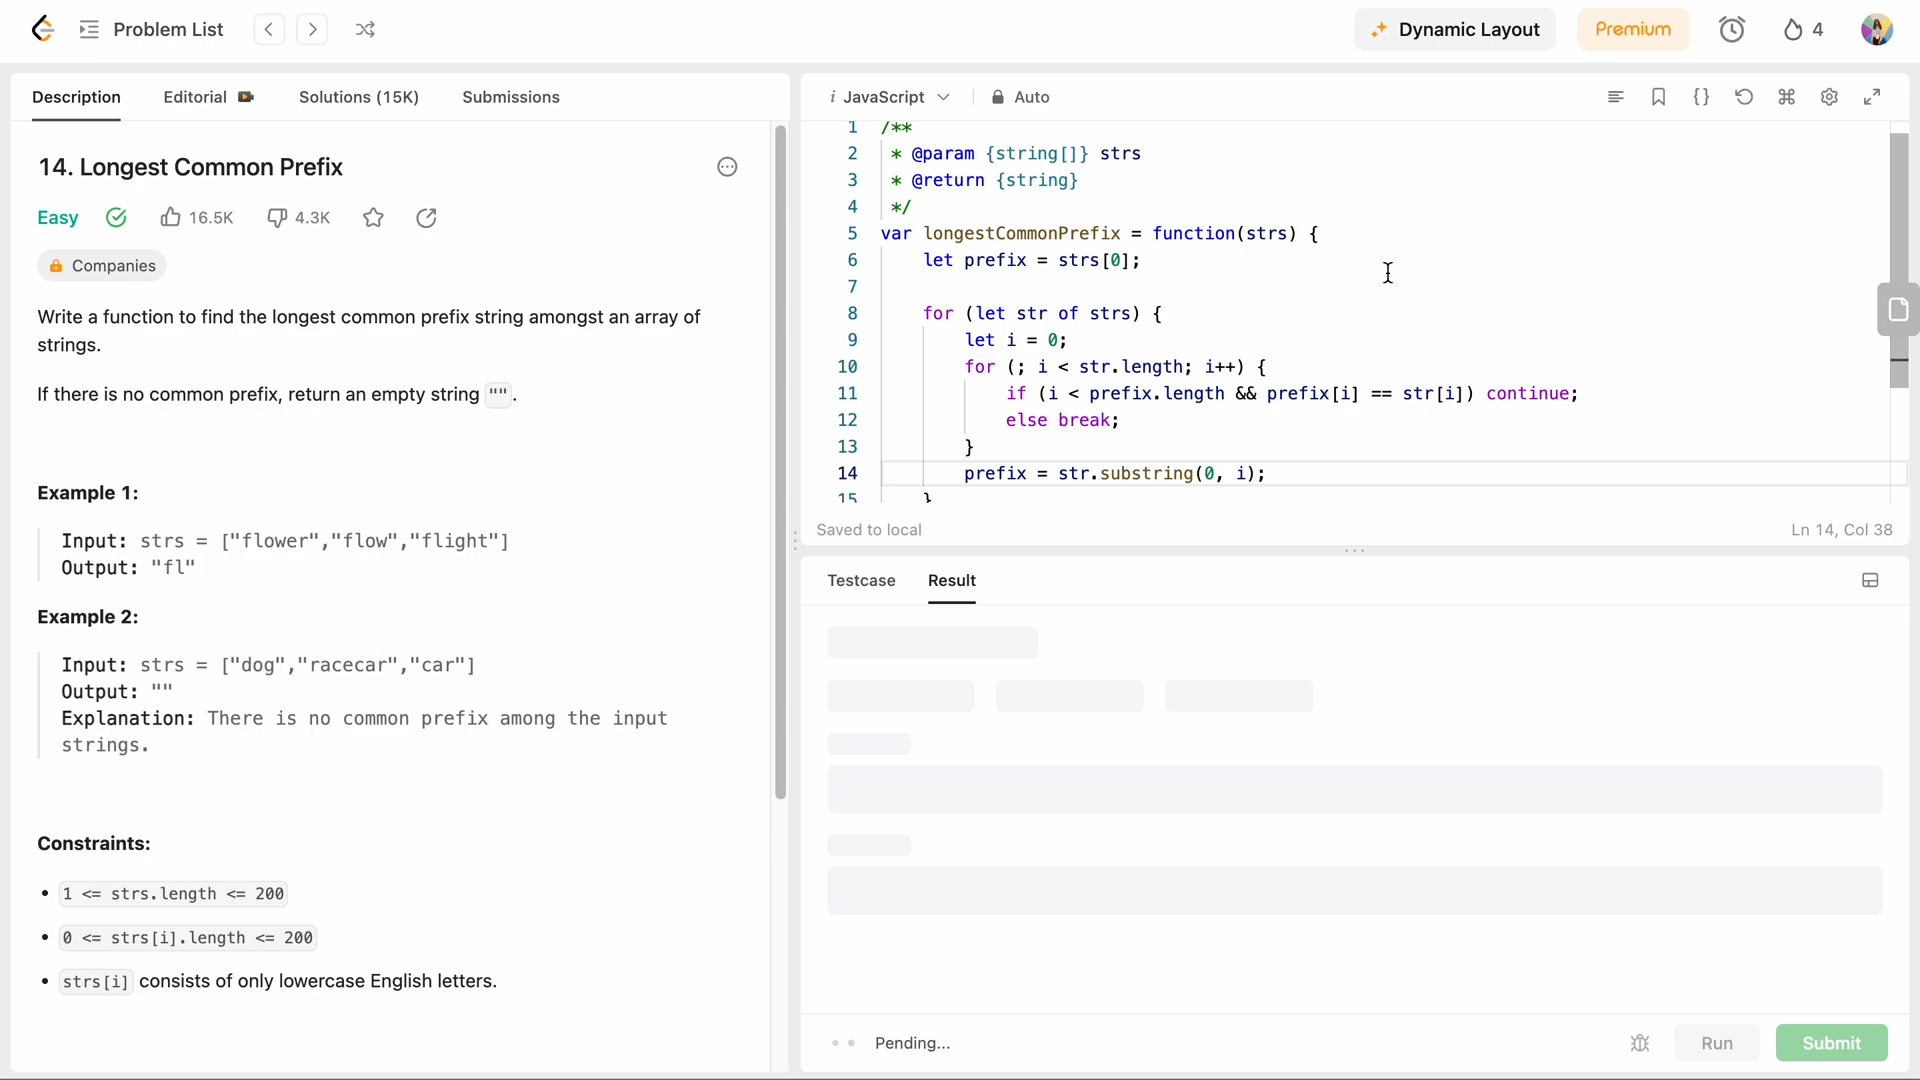 Problem List
Dynamic Layout
Premium
4
Description
Editorial
Solutions (15K)
Submissions
14. Longest Common Prefix
Easy
16.5K
4.3K
Companies
Write a function to find the longest common prefix string amongst an array of
strings.
If there is no common prefix, return an empty string "".
Example 1:
Input: strs = ["flower","flow","flight"]
Output: "fl"
Example 2:
Input: strs = ["dog","racecar","car"]
Output: ""
Explanation: There is no common prefix among the input
strings.
Constraints:
• 1 <= strs.length <= 200
• 0 <= strs[i].length <= 200
• strs[i] consists of only lowercase English letters.
i JavaScript
Auto
1 /**
2 * @param {string[]} strs
3 * @return {string}
4 */
5 var longestCommonPrefix = function(strs) {
6 let prefix = strs[0];
7
8 for (let str of strs) {
9 let i = 0;
10 for (; i < str.length; i++) {
11 if (i < prefix.length && prefix[i] == str[i]) continue;
12 else break;
13 }
14 prefix = str.substring(0, i);
15 }
Saved to local
Ln 14, Col 38
Testcase
Result
Pending...
Run
Submit